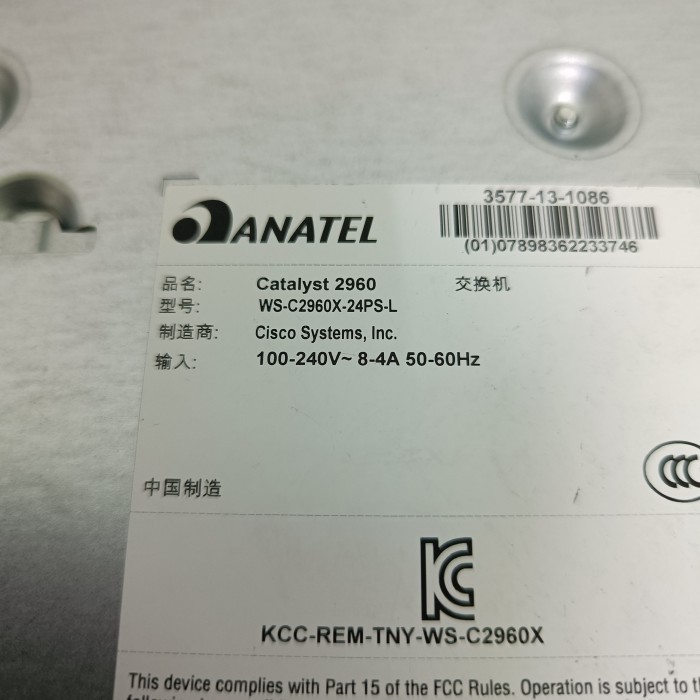 ANATEL
3577-13-1086
(01)07898362233746
品名: Catalyst 2960 交换机
型号: WS-C2960X-24PS-L
制造商: Cisco Systems, Inc.
输入: 100-240V~ 8-4A 50-60Hz
CCC
中国制造
KC
KCC-REM-TNY-WS-C2960X
This device complies with Part 15 of the FCC Rules. Operation is subject to